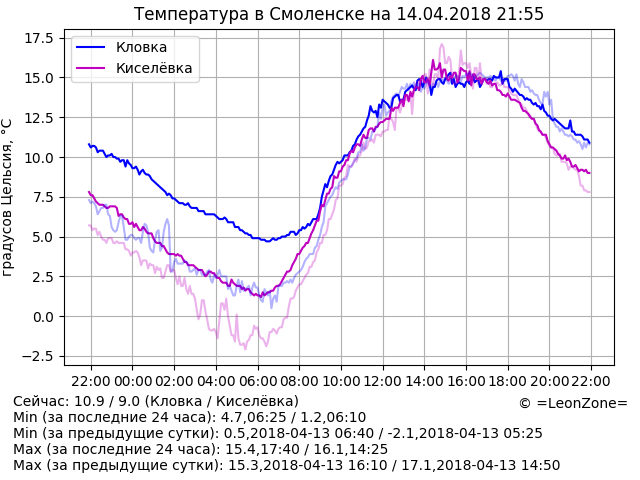 Температура в Смоленске на 14.04.2018 21:55
17.5
15.0
12.5
10.0
7.5
5.0
2.5
0.0
−2.5
градусов Цельсия, °C
Кловка
Киселёвка
22:00 00:00 02:00 04:00 06:00 08:00 10:00 12:00 14:00 16:00 18:00 20:00 22:00
Сейчас: 10.9 / 9.0 (Кловка / Киселёвка)
© =LeonZone=
Min (за последние 24 часа): 4.7,06:25 / 1.2,06:10
Min (за предыдущие сутки): 0.5,2018-04-13 06:40 / -2.1,2018-04-13 05:25
Max (за последние 24 часа): 15.4,17:40 / 16.1,14:25
Max (за предыдущие сутки): 15.3,2018-04-13 16:10 / 17.1,2018-04-13 14:50